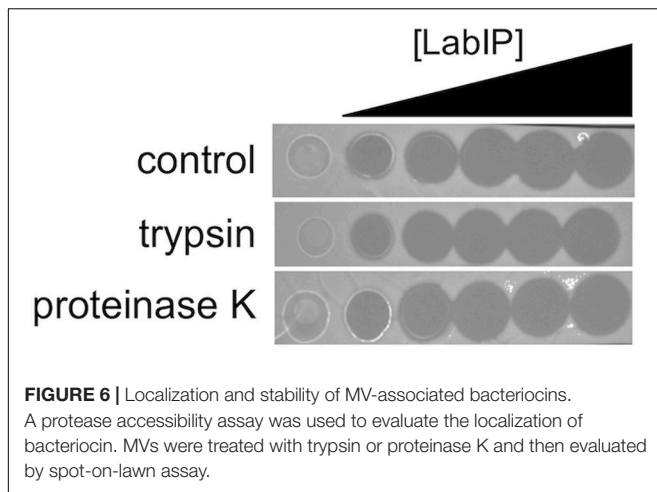 [LabIP]
control
trypsin
proteinase K
FIGURE 6 | Localization and stability of MV-associated bacteriocins.
A protease accessibility assay was used to evaluate the localization of
bacteriocin. MVs were treated with trypsin or proteinase K and then evaluated
by spot-on-lawn assay.